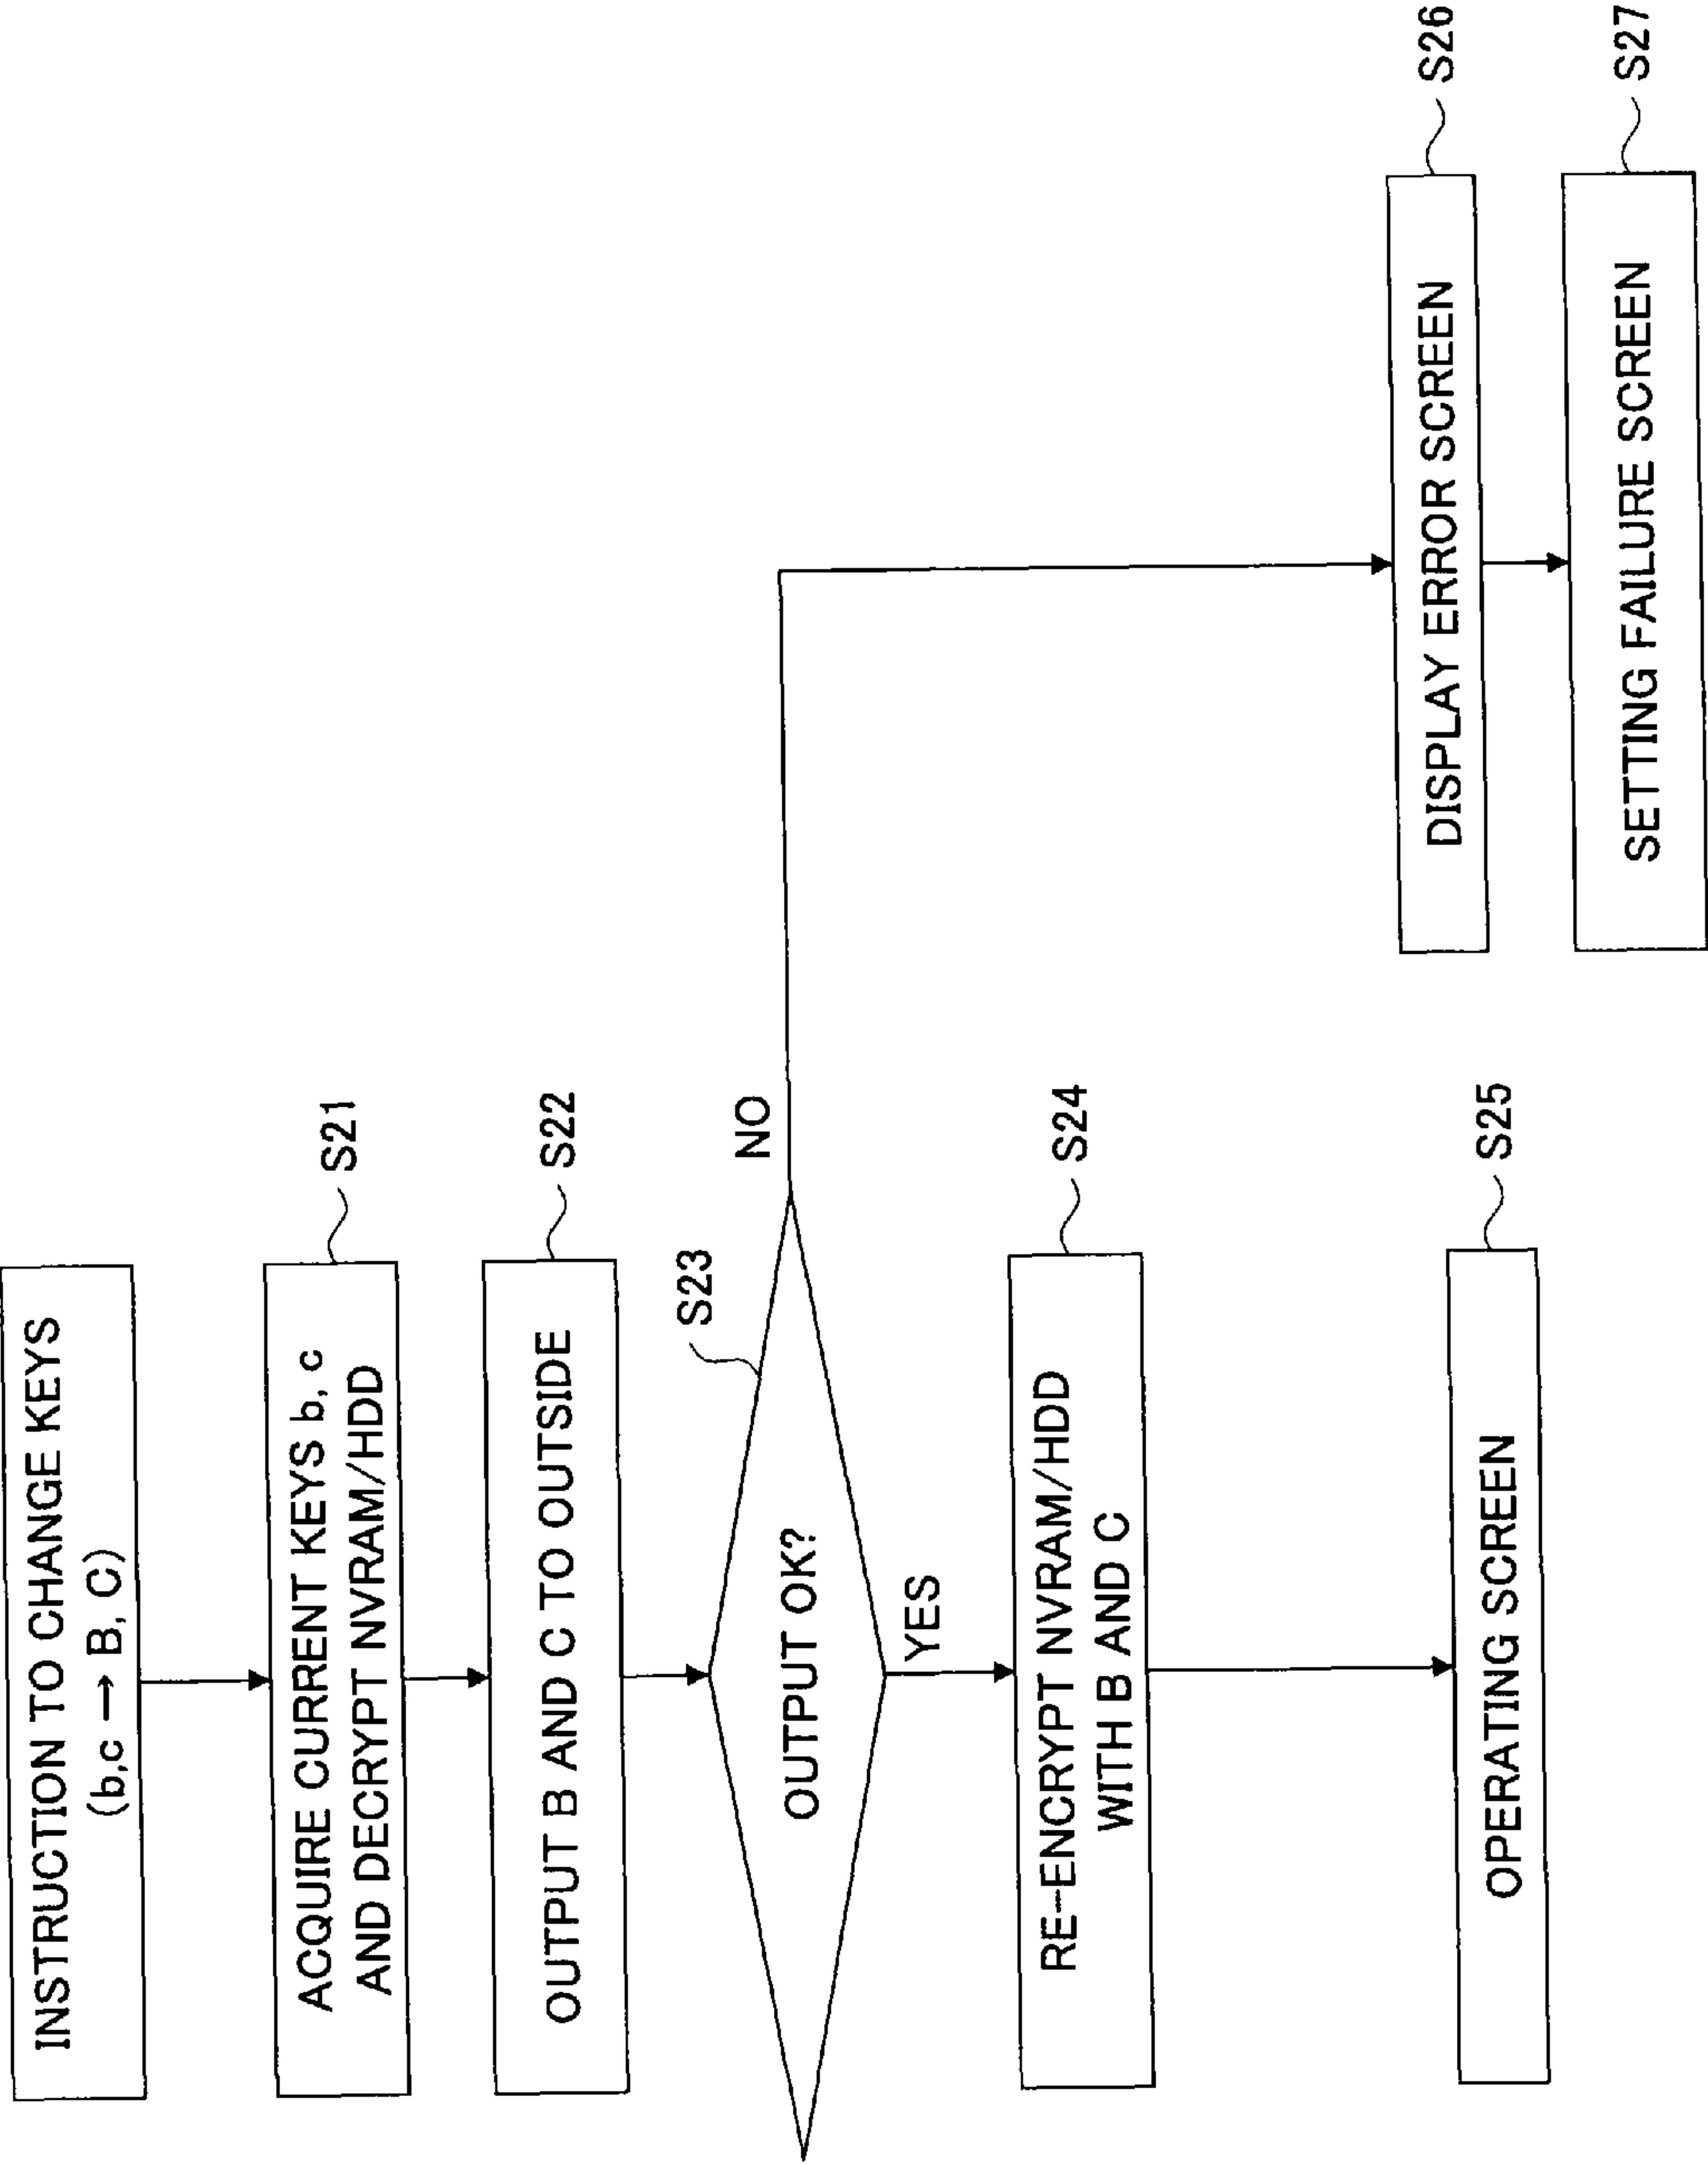 INSTRUCTION TO CHANGE KEYS
(b,c → B, C)
ACQUIRE CURRENT KEYS b, c
AND DECRYPT NVRAM/HDD
S21
OUTPUT B AND C TO OUTSIDE
S22
OUTPUT OK?
S23
NO
YES
RE-ENCRYPT NVRAM/HDD
WITH B AND C
S24
OPERATING SCREEN
S25
DISPLAY ERROR SCREEN
S26
SETTING FAILURE SCREEN
S27